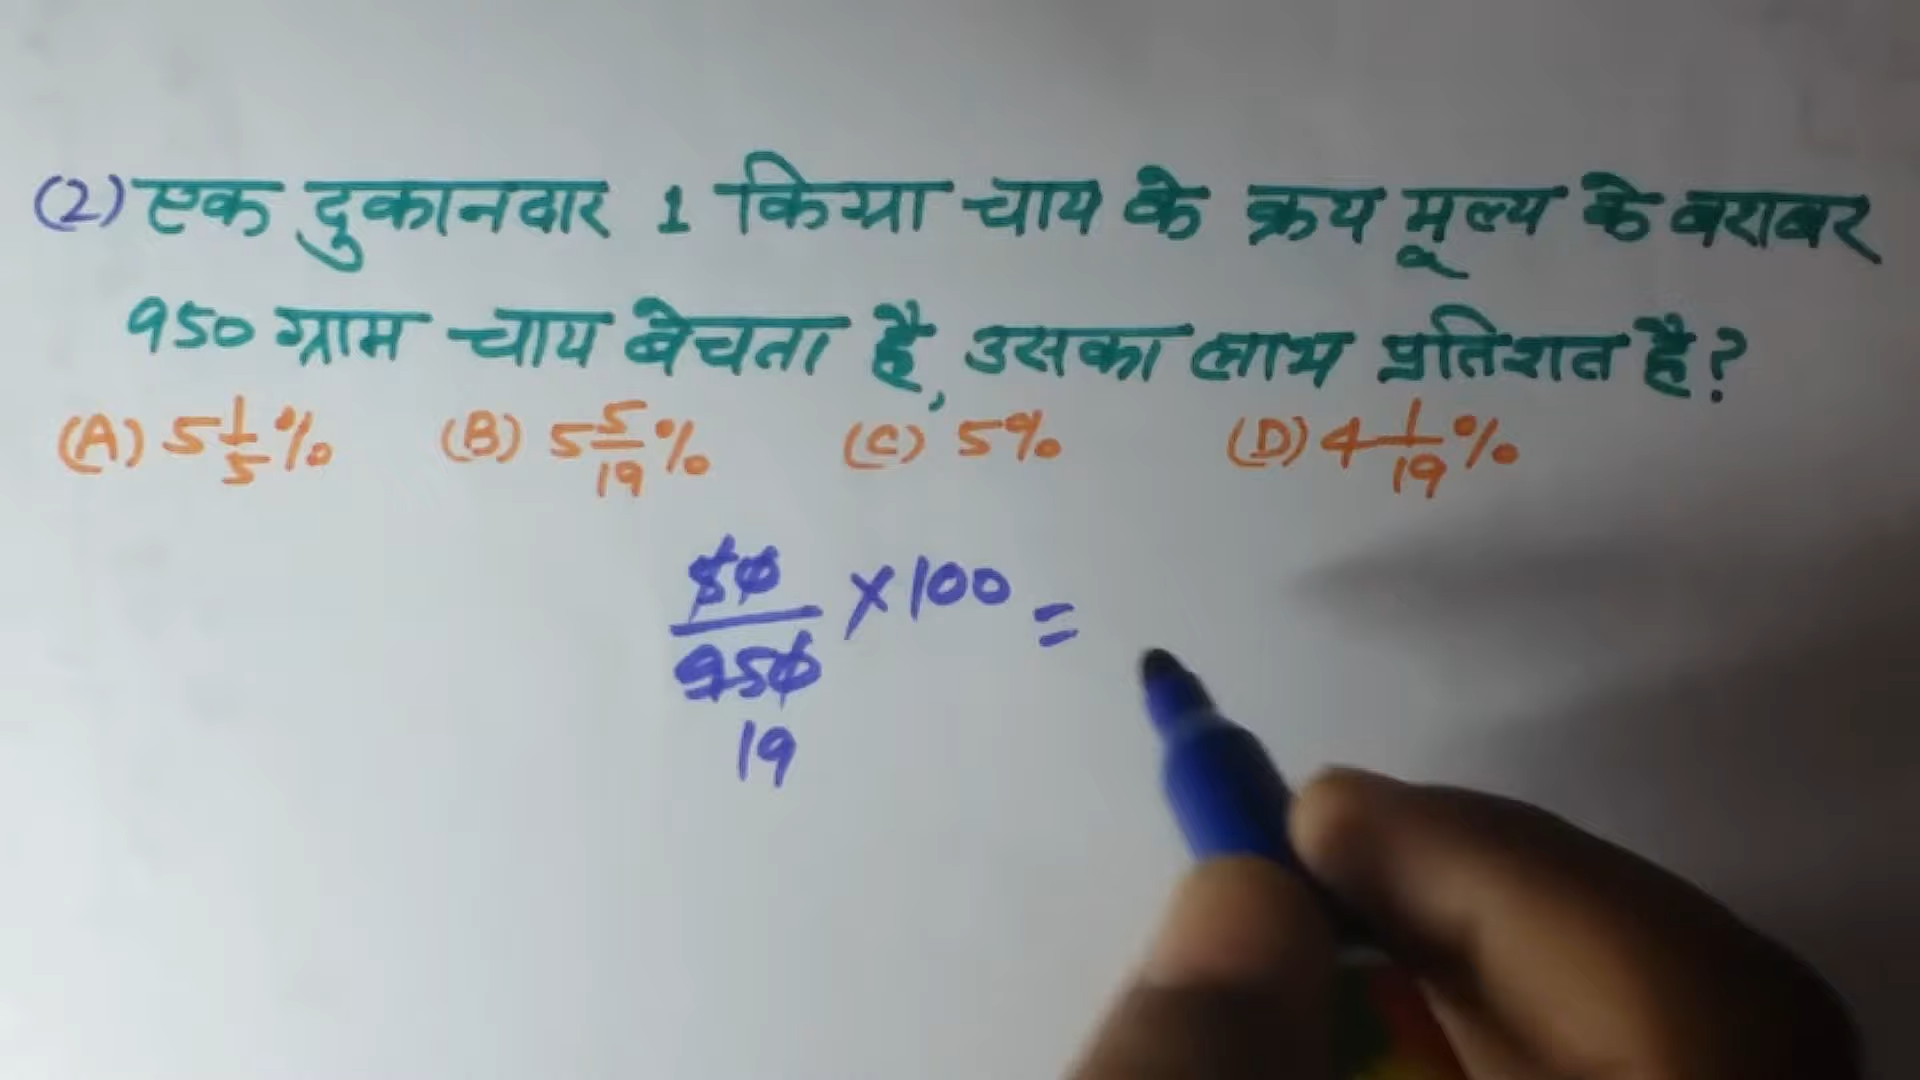 (2) एक दुकानदार 1 किग्रा चाय के क्रय मूल्य के बराबर
950 ग्राम चाय बेचता है, उसका लाभ प्रतिशत है?
(A) 5 1/5 % (B) 5 5/19 % (C) 5% (D) 4 1/19 %
50/950 × 100 =
19